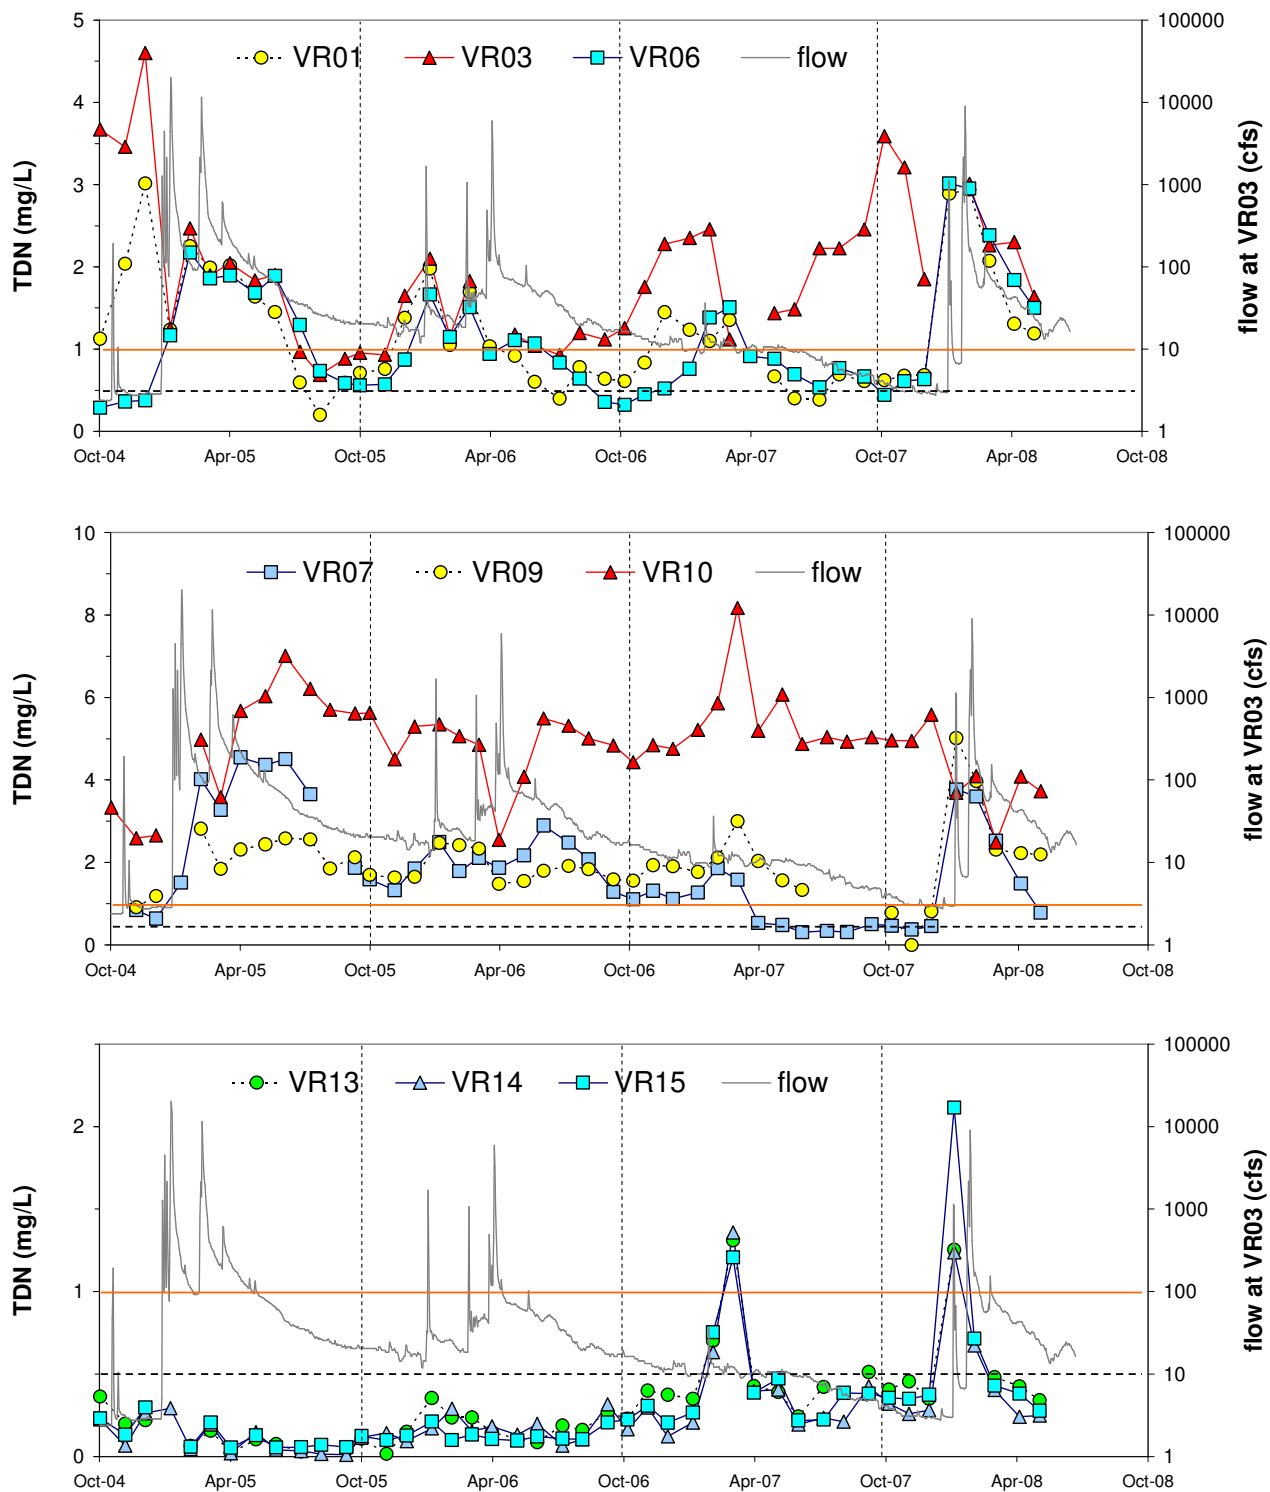 5 100000
VR01 VR03 VR06 flow
4 10000
3 1000
TDN (mg/L)
flow at VR03 (cfs)
2 100
1 10
0 1
Oct-04 Apr-05 Oct-05 Apr-06 Oct-06 Apr-07 Oct-07 Apr-08 Oct-08
10 100000
VR07 VR09 VR10 flow
8 10000
6 1000
TDN (mg/L)
flow at VR03 (cfs)
4 100
2 10
0 1
Oct-04 Apr-05 Oct-05 Apr-06 Oct-06 Apr-07 Oct-07 Apr-08 Oct-08
100000
VR13 VR14 VR15 flow
2 10000
1000
TDN (mg/L)
flow at VR03 (cfs)
1 100
10
0 1
Oct-04 Apr-05 Oct-05 Apr-06 Oct-06 Apr-07 Oct-07 Apr-08 Oct-08